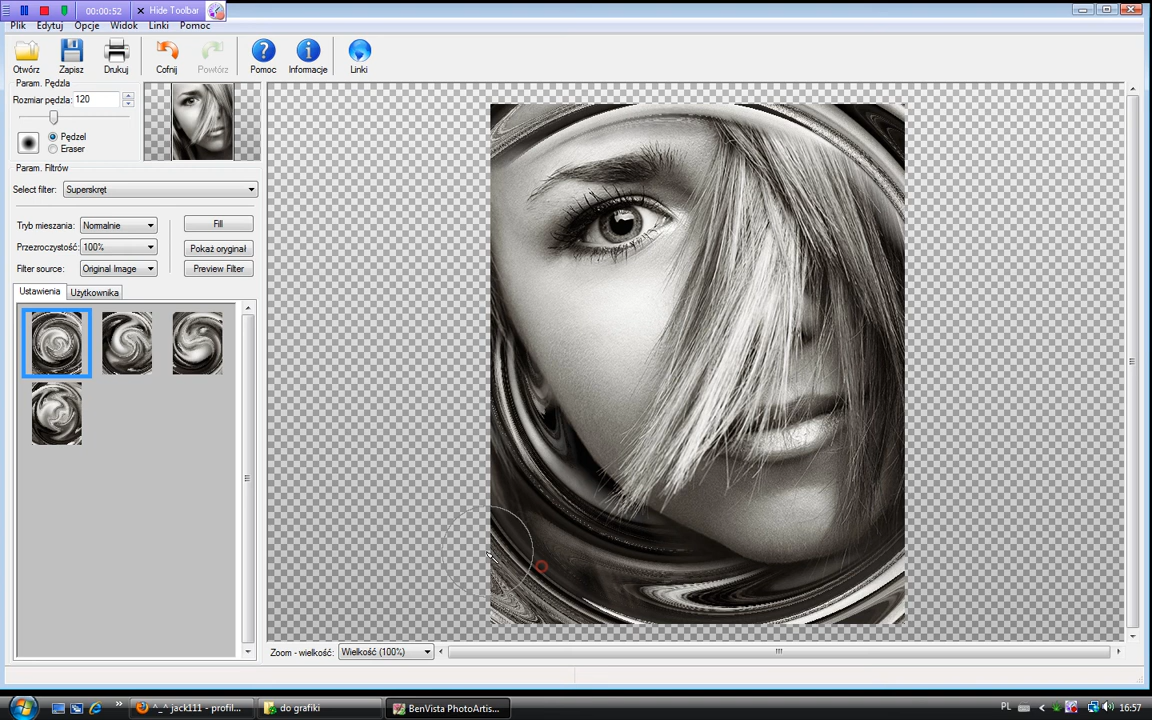 00:00:52 Hide Toolbar
Plik Edytuj Opcje Widok Linki Pomoc
Otwórz Zapisz Drukuj Cofnij Powtórz Pomoc Informacje Linki
Param. Pędzla
Rozmiar pędzla: 120
Pędzel
Eraser
Param. Filtrów
Select filter: Superskręt
Tryb mieszania: Normalnie Fill
Przezroczystość: 100% Pokaż oryginał
Filter source: Original Image Preview Filter
Ustawienia Użytkownika
Zoom - wielkość: Wielkość (100%)
^_^ jack111 - profil... do grafiki BenVista PhotoArtis... PL 16:57